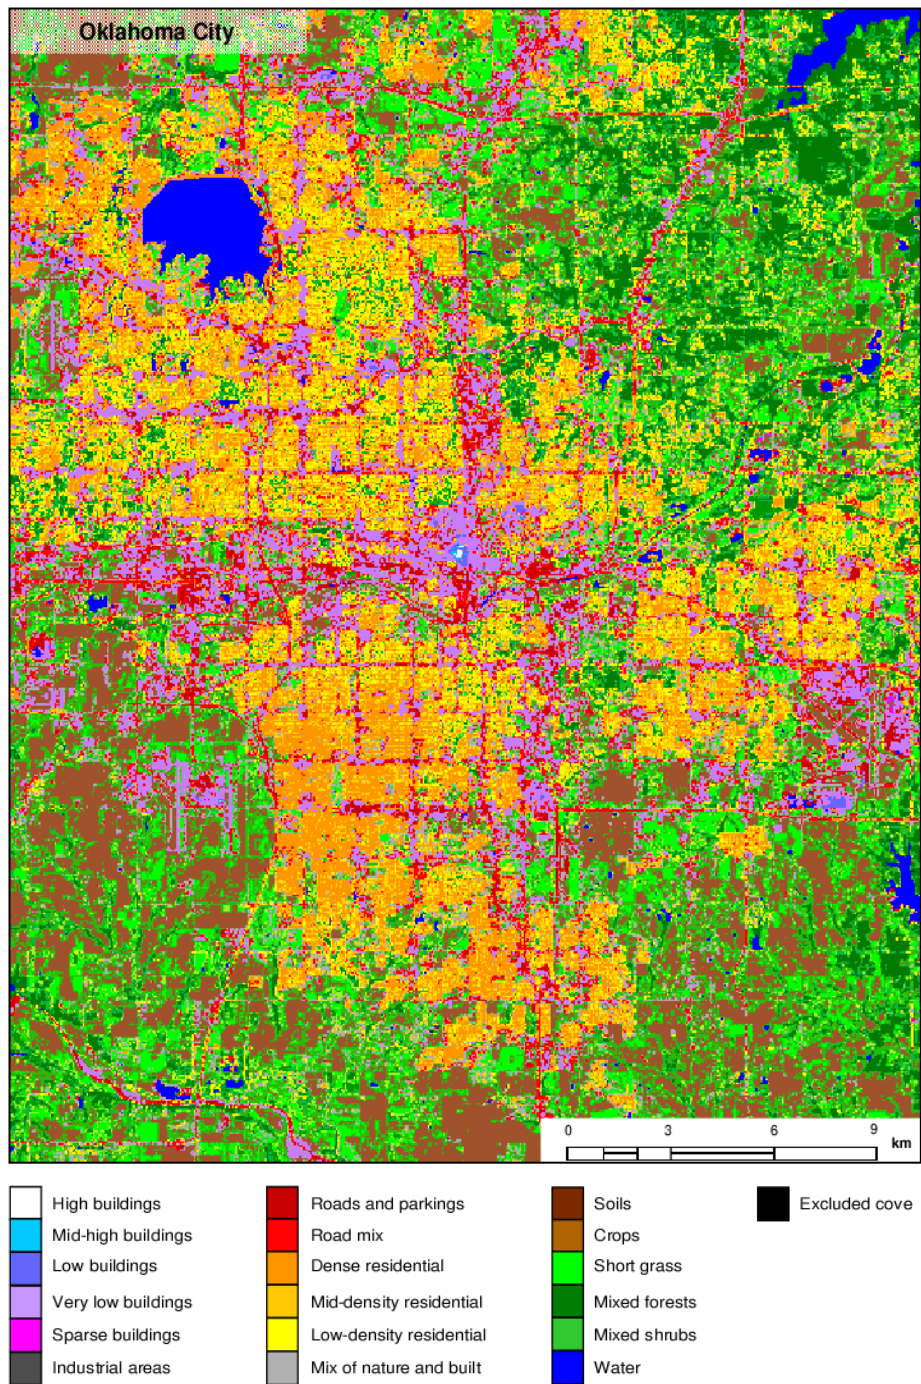 Oklahoma City
0 3 6 9
km
High buildings Roads and parkings Soils Excluded cove
Mid-high buildings Road mix Crops
Low buildings Dense residential Short grass
Very low buildings Mid-density residential Mixed forests
Sparse buildings Low-density residential Mixed shrubs
Industrial areas Mix of nature and built Water